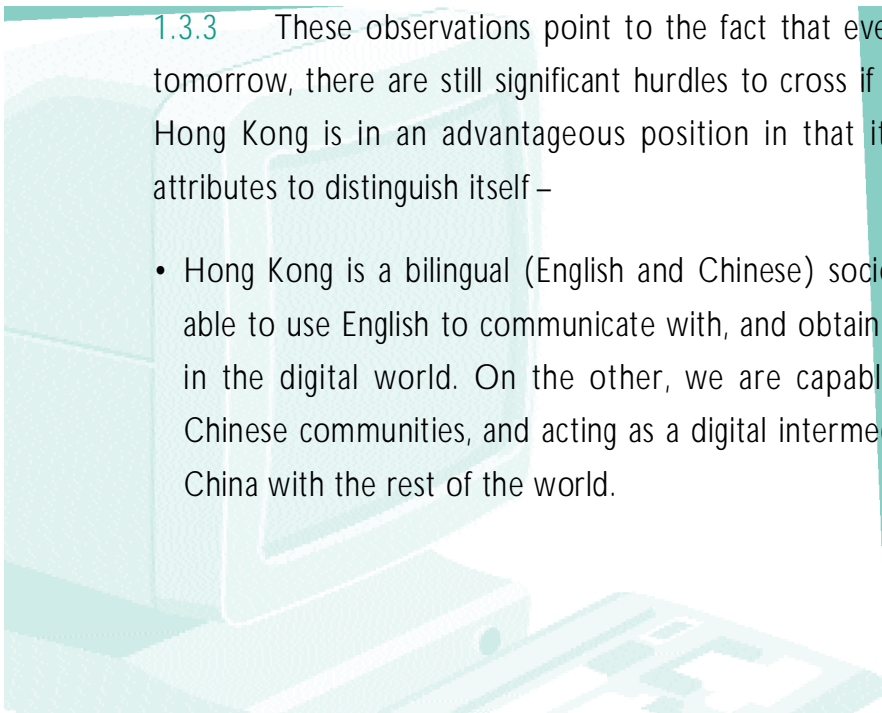 1.3.3 These observations point to the fact that eve
tomorrow, there are still significant hurdles to cross if
Hong Kong is in an advantageous position in that it
attributes to distinguish itself –
• Hong Kong is a bilingual (English and Chinese) soci
able to use English to communicate with, and obtain
in the digital world. On the other, we are capabl
Chinese communities, and acting as a digital interme
China with the rest of the world.